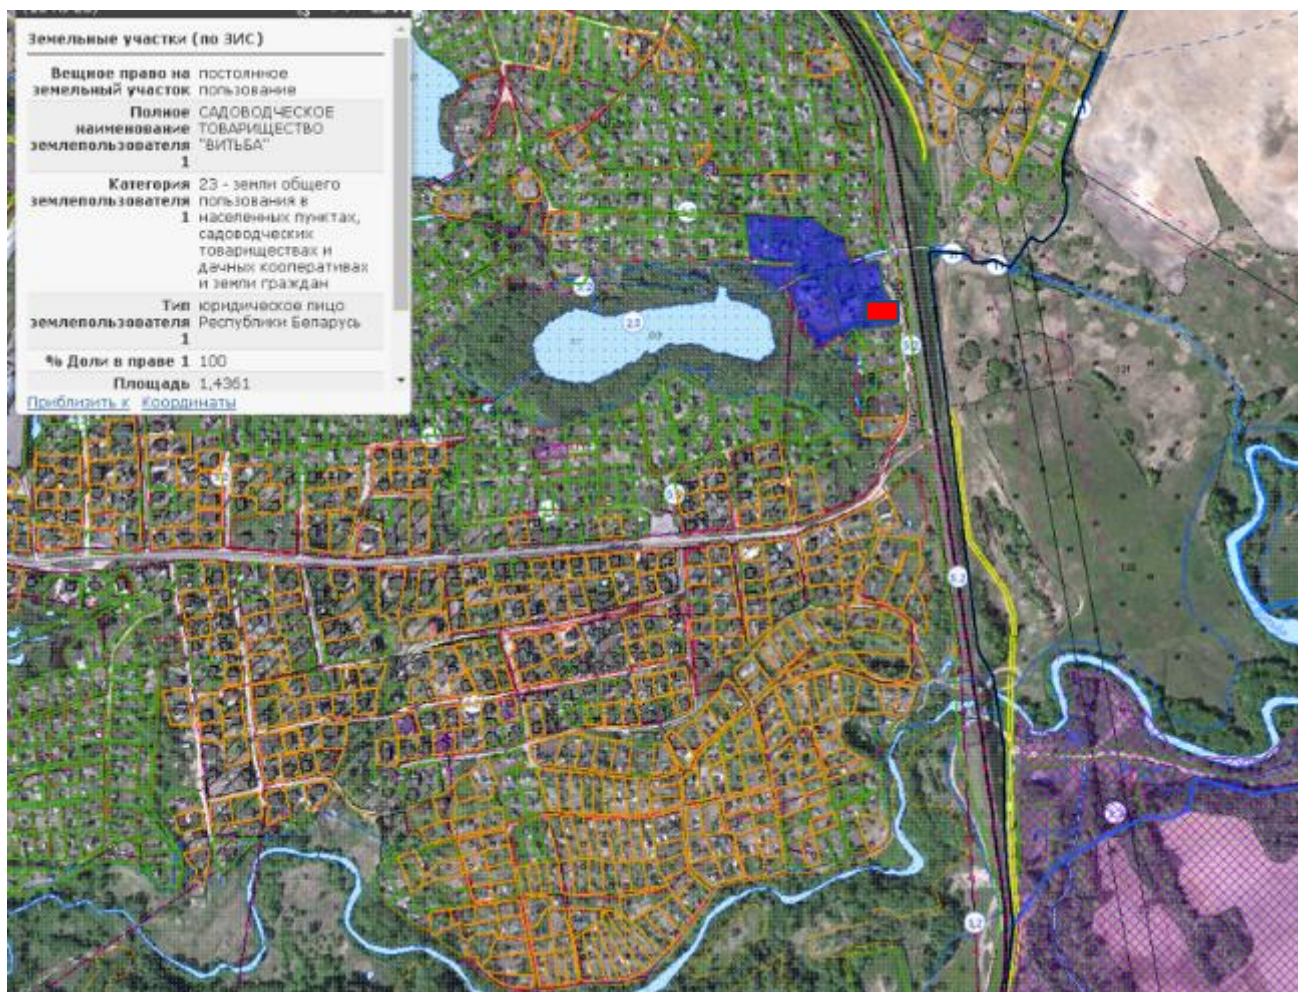 Земельные участки (по ЗИС)
Вещное право на земельный участок
постоянное пользование
Полное наименование землепользователя 1
САДОВОДЧЕСКОЕ ТОВАРИЩЕСТВО "ВИТЬБА"
Категория землепользователя 1
23 - земли общего пользования в населенных пунктах, садоводческих товариществах и дачных кооперативах и земли граждан
Тип землепользователя 1
юридическое лицо Республики Беларусь
% Доли в праве 1 100
Площадь 1,4361
Приблизить к Координаты